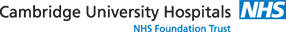 Cambridge University Hospitals NHS
NHS Foundation Trust